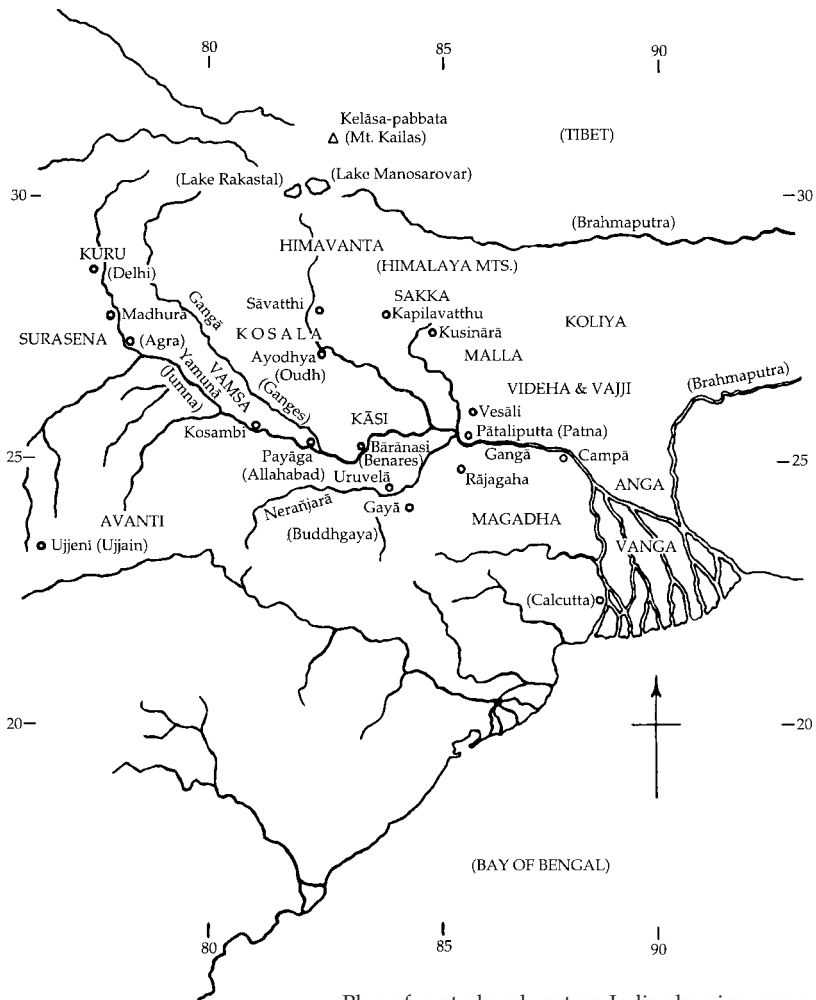 80
85
90
Kelāsa-pabbata
(Mt. Kailas)
(TIBET)
(Lake Rakastal)
(Lake Manosarovar)
30
30
(Brahmaputra)
HIMAVANTA
(HIMALAYA MTS.)
KURU
(Delhi)
Gangā
(Ganges)
Sāvatthi
SAKKA
Kapilavatthu
KOLIYA
Madhurā
Kusinārā
SURASENA
(Agra)
KOSALA
Ayodhya
(Oudh)
MALLA
Yamunā
(Jumna)
VAMSA
VIDEHA & VAJJI
(Brahmaputra)
Vesāli
KĀSI
Kosambi
Pātaliputta (Patna)
Payāga
(Allahabad)
Bārānasi
(Benares)
Gangā
Campā
25
25
Uruvelā
Rājagaha
ANGA
Nerañjarā
Gayā
(Buddhgaya)
MAGADHA
AVANTI
Ujjenī (Ujjain)
VANGA
(Calcutta)
20
20
(BAY OF BENGAL)
80
85
90